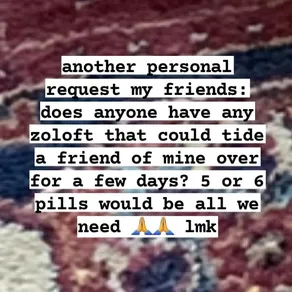 another personal
request my friends:
does anyone have any
zoloft that could tide
a friend of mine over
for a few days? 5 or 6
pills would be all we
need 🙏🙏 lmk